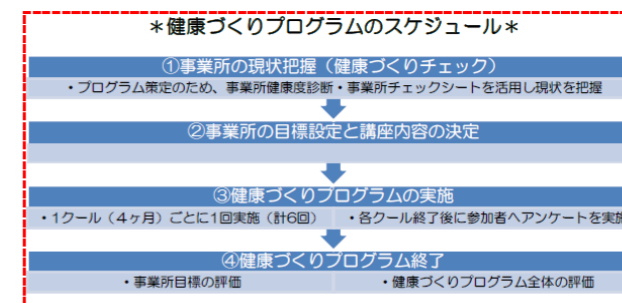 ＊健康づくりプログラムのスケジュール＊
①事業所の現状把握（健康づくりチェック）
・プログラム策定のため、事業所健康度診断・事業所チェックシートを活用し現状を把握
②事業所の目標設定と講座内容の決定
③健康づくりプログラムの実施
・1クール（４ヶ月）ごとに1回実施（計6回）　・各クール終了後に参加者へアンケートを実施
④健康づくりプログラム終了
・事業所目標の評価　・健康づくりプログラム全体の評価